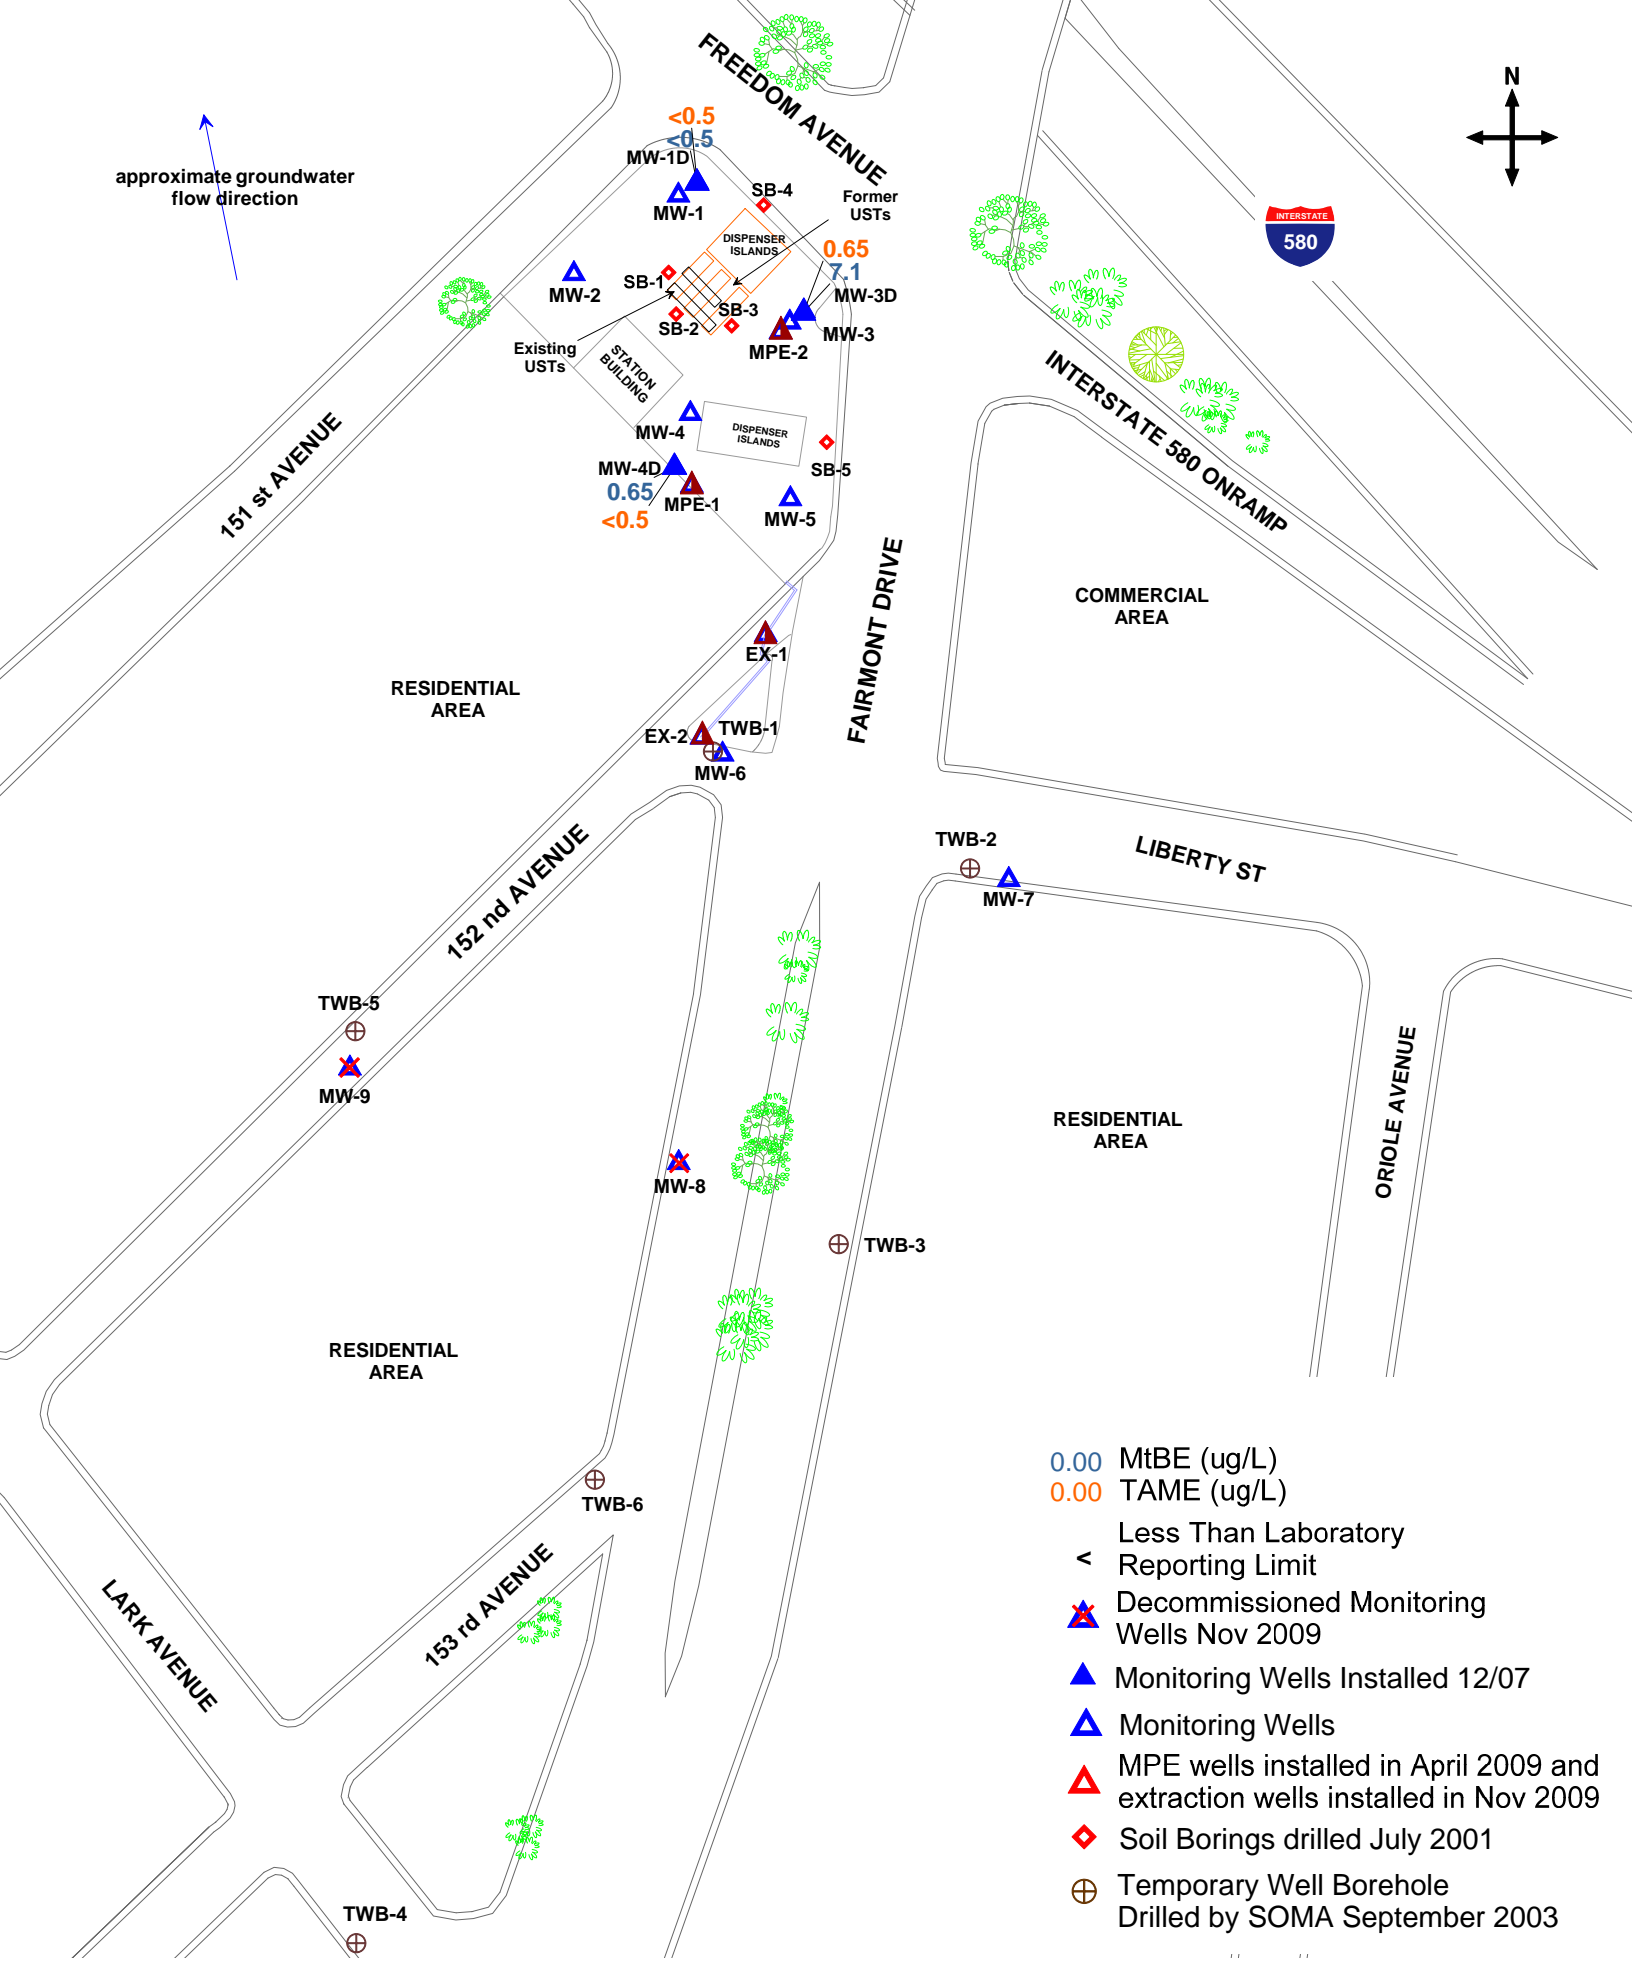 FREEDOM AVENUE
N
<0.5
<0.5
MW-1D
approximate groundwater
flow direction
MW-1
SB-4
Former
USTs
INTERSTATE
580
DISPENSER
ISLANDS
0.65
7.1
MW-2
SB-1
MW-3D
SB-3
SB-2
MW-3
MPE-2
Existing
USTs
STATION
BUILDING
INTERSTATE 580 ONRAMP
MW-4
DISPENSER
ISLANDS
151 st AVENUE
MW-4D
SB-5
0.65
MPE-1
<0.5
MW-5
COMMERCIAL
AREA
FAIRMONT DRIVE
EX-1
RESIDENTIAL
AREA
EX-2
TWB-1
MW-6
TWB-2
LIBERTY ST
MW-7
152 nd AVENUE
TWB-5
MW-9
RESIDENTIAL
AREA
ORIOLE AVENUE
MW-8
TWB-3
RESIDENTIAL
AREA
TWB-6
153 rd AVENUE
LARK AVENUE
TWB-4
0.00 MtBE (ug/L)
0.00 TAME (ug/L)
< Less Than Laboratory
Reporting Limit
Decommissioned Monitoring
Wells Nov 2009
Monitoring Wells Installed 12/07
Monitoring Wells
MPE wells installed in April 2009 and
extraction wells installed in Nov 2009
Soil Borings drilled July 2001
Temporary Well Borehole
Drilled by SOMA September 2003